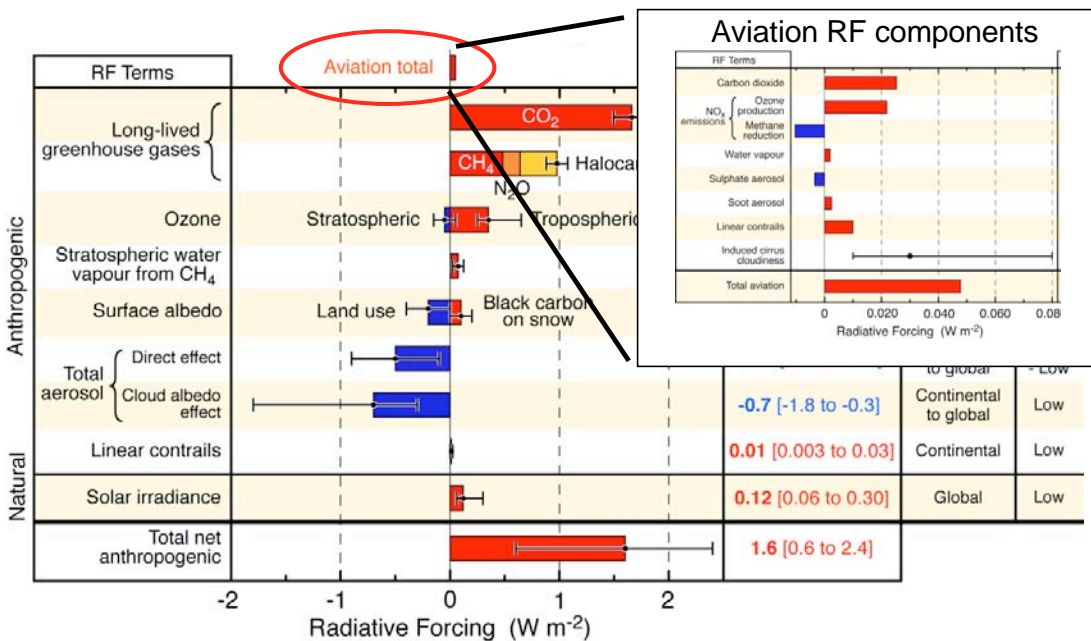 Aviation RF components
RF Terms
Carbon dioxide
NOx emissions
Ozone production
Methane reduction
Water vapour
Sulphate aerosol
Soot aerosol
Linear contrails
Induced cirrus cloudiness
Total aviation
0 0.020 0.040 0.060 0.08
Radiative Forcing (W m-2)
RF Terms
Aviation total
Anthropogenic
Long-lived greenhouse gases
CO2
CH4
N2O
Halocar
Ozone
Stratospheric
Tropospheric
Stratospheric water vapour from CH4
Surface albedo
Land use
Black carbon on snow
Total aerosol
Direct effect
to global
- Low
Cloud albedo effect
-0.7 [-1.8 to -0.3]
Continental to global
Low
Linear contrails
0.01 [0.003 to 0.03]
Continental
Low
Natural
Solar irradiance
0.12 [0.06 to 0.30]
Global
Low
Total net anthropogenic
1.6 [0.6 to 2.4]
-2 -1 0 1 2
Radiative Forcing (W m-2)